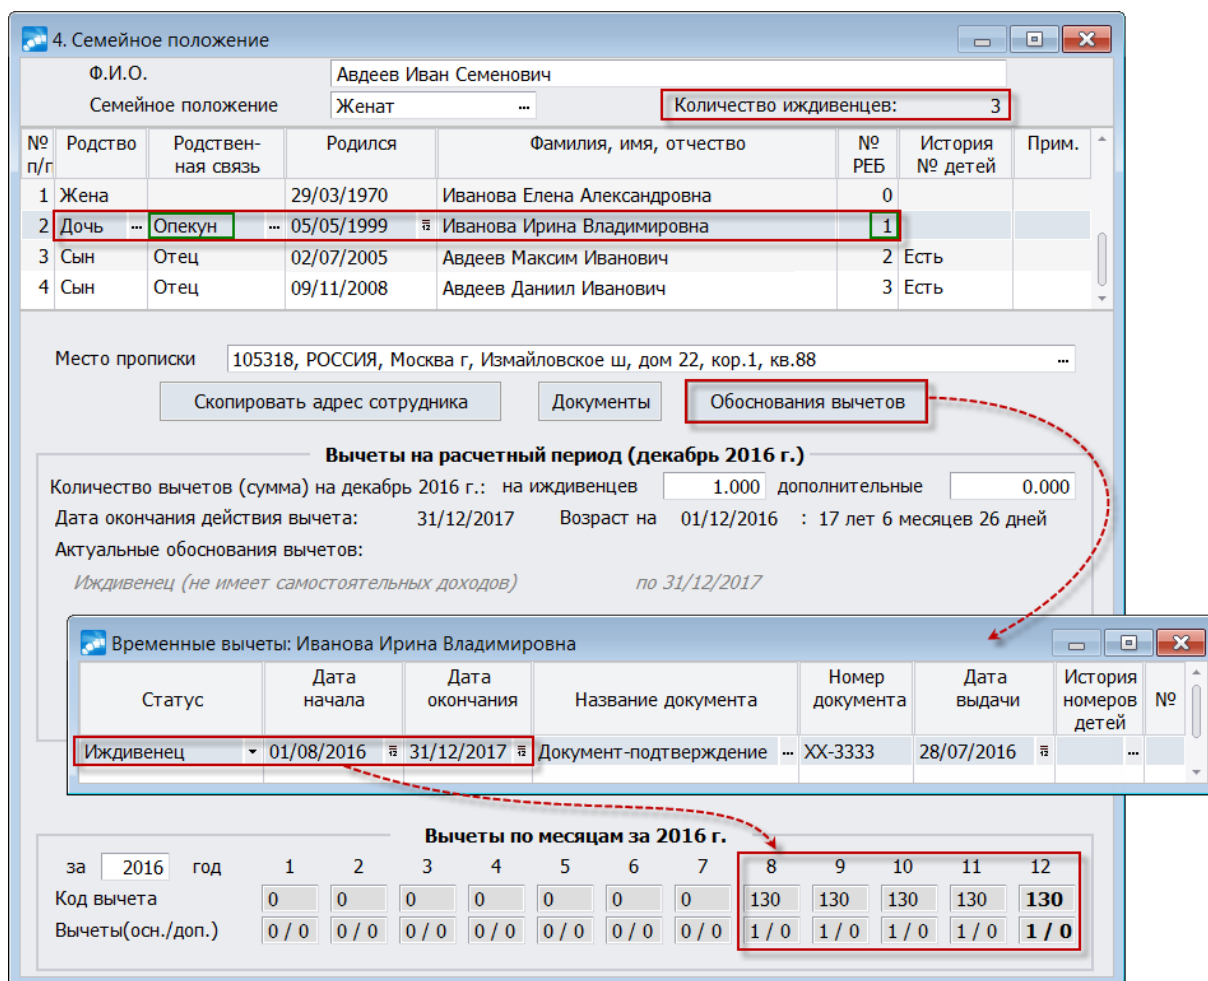 4. Семейное положение
Ф.И.О. Авдеев Иван Семенович
Семейное положение Женат ... Количество иждивенцев: 3
№ п/п Родство Родствен-ная связь Родился Фамилия, имя, отчество № РЕБ История № детей Прим.
1 Жена 29/03/1970 Иванова Елена Александровна 0
2 Дочь ... Опекун ... 05/05/1999 Иванова Ирина Владимировна 1
3 Сын Отец 02/07/2005 Авдеев Максим Иванович 2 Есть
4 Сын Отец 09/11/2008 Авдеев Даниил Иванович 3 Есть
Место прописки 105318, РОССИЯ, Москва г, Измайловское ш, дом 22, кор.1, кв.88 ...
Скопировать адрес сотрудника Документы Обоснования вычетов
Вычеты на расчетный период (декабрь 2016 г.)
Количество вычетов (сумма) на декабрь 2016 г.: на иждивенцев 1.000 дополнительные 0.000
Дата окончания действия вычета: 31/12/2017 Возраст на 01/12/2016 : 17 лет 6 месяцев 26 дней
Актуальные обоснования вычетов:
Иждивенец (не имеет самостоятельных доходов) по 31/12/2017
Временные вычеты: Иванова Ирина Владимировна
Статус Дата начала Дата окончания Название документа Номер документа Дата выдачи История номеров детей №
Иждивенец 01/08/2016 31/12/2017 Документ-подтверждение ... XX-3333 28/07/2016 ...
Вычеты по месяцам за 2016 г.
за 2016 год 1 2 3 4 5 6 7 8 9 10 11 12
Код вычета 0 0 0 0 0 0 0 130 130 130 130 130
Вычеты(осн./доп.) 0 / 0 0 / 0 0 / 0 0 / 0 0 / 0 0 / 0 0 / 0 1 / 0 1 / 0 1 / 0 1 / 0 1 / 0